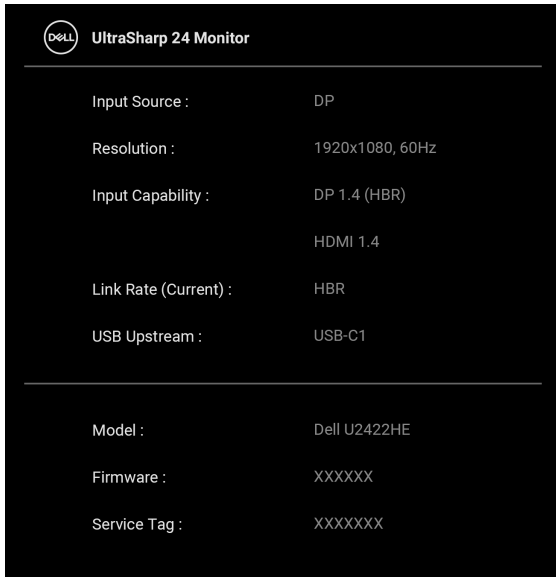 DELL
UltraSharp 24 Monitor
Input Source : DP
Resolution : 1920x1080, 60Hz
Input Capability : DP 1.4 (HBR)
HDMI 1.4
Link Rate (Current) : HBR
USB Upstream : USB-C1
Model : Dell U2422HE
Firmware : XXXXXX
Service Tag : XXXXXXX